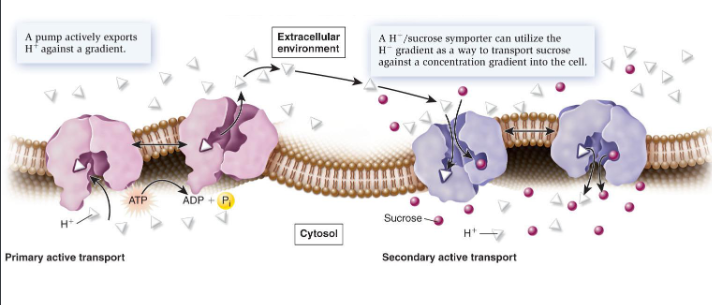 A pump actively exports
H⁺ against a gradient.
Extracellular
environment
A H⁻/sucrose symporter can utilize the
H⁻ gradient as a way to transport sucrose
against a concentration gradient into the cell.
ATP
ADP + Pᵢ
H⁺
Sucrose
H⁺
Cytosol
Primary active transport
Secondary active transport